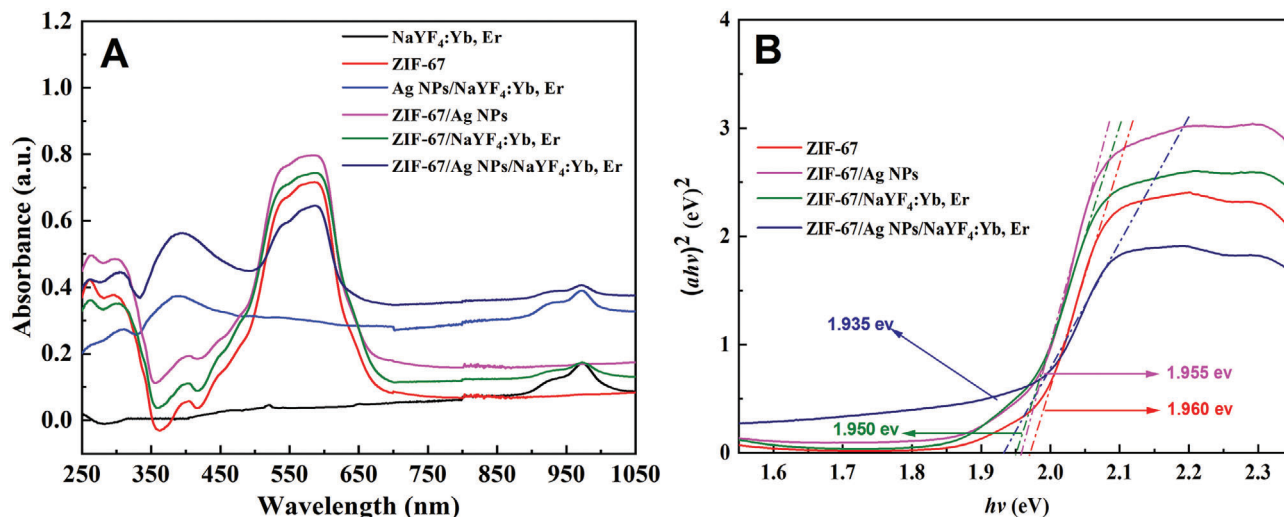 A
NaYF4:Yb, Er
ZIF-67
Ag NPs/NaYF4:Yb, Er
ZIF-67/Ag NPs
ZIF-67/NaYF4:Yb, Er
ZIF-67/Ag NPs/NaYF4:Yb, Er
Absorbance (a.u.)
1.2
1.0
0.8
0.6
0.4
0.2
0.0
250 350 450 550 650 750 850 950 1050
Wavelength (nm)
B
ZIF-67
ZIF-67/Ag NPs
ZIF-67/NaYF4:Yb, Er
ZIF-67/Ag NPs/NaYF4:Yb, Er
(ahv)2 (eV)2
4
3
2
1
0
1.935 ev
1.955 ev
1.960 ev
1.950 ev
1.6 1.7 1.8 1.9 2.0 2.1 2.2 2.3
hv (eV)